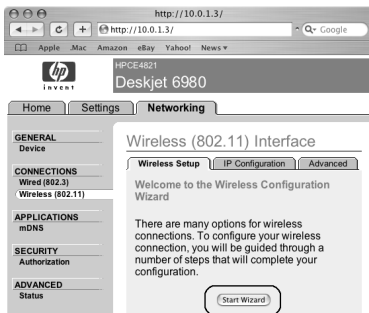 http://10.0.1.3/
http://10.0.1.3/
Google
Apple .Mac Amazon eBay Yahoo! News
hp
invent
HPCE4821
Deskjet 6980
Home Settings Networking
GENERAL
Device
CONNECTIONS
Wired (802.3)
Wireless (802.11)
APPLICATIONS
mDNS
SECURITY
Authorization
ADVANCED
Status
Wireless (802.11) Interface
Wireless Setup IP Configuration Advanced
Welcome to the Wireless Configuration
Wizard
There are many options for wireless
connections. To configure your wireless
connection, you will be guided through a
number of steps that will complete your
configuration.
Start Wizard